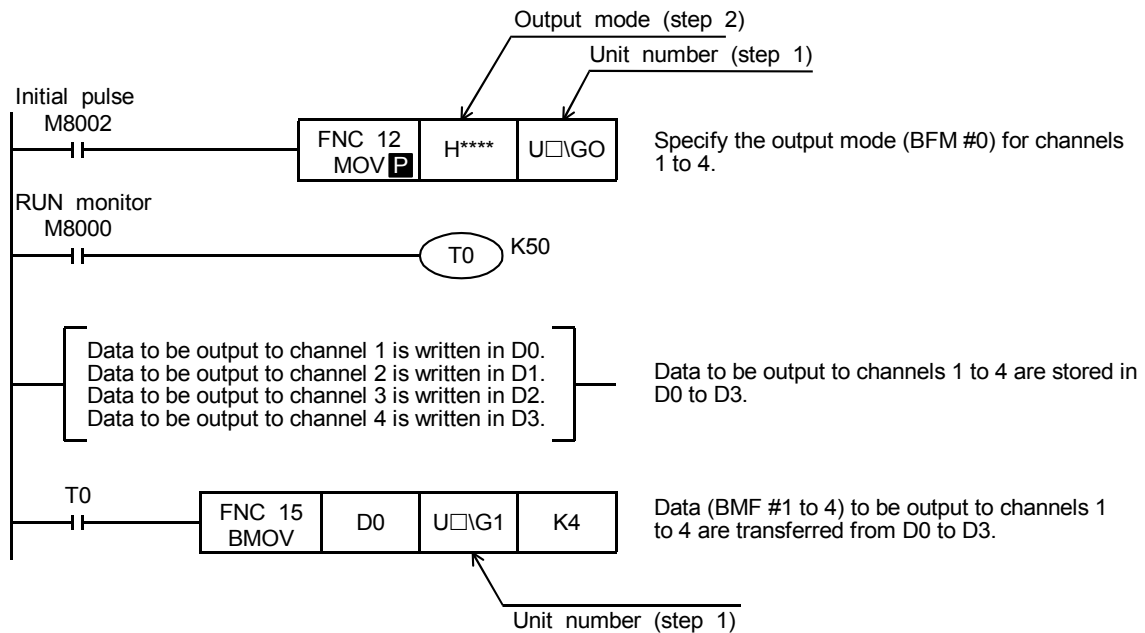 Output mode (step 2)
Unit number (step 1)
Initial pulse
M8002
FNC 12
MOV P
H****
U□\GO
Specify the output mode (BFM #0) for channels
1 to 4.
RUN monitor
M8000
T0
K50
Data to be output to channel 1 is written in D0.
Data to be output to channel 2 is written in D1.
Data to be output to channel 3 is written in D2.
Data to be output to channel 4 is written in D3.
Data to be output to channels 1 to 4 are stored in
D0 to D3.
T0
FNC 15
BMOV
D0
U□\G1
K4
Data (BMF #1 to 4) to be output to channels 1
to 4 are transferred from D0 to D3.
Unit number (step 1)